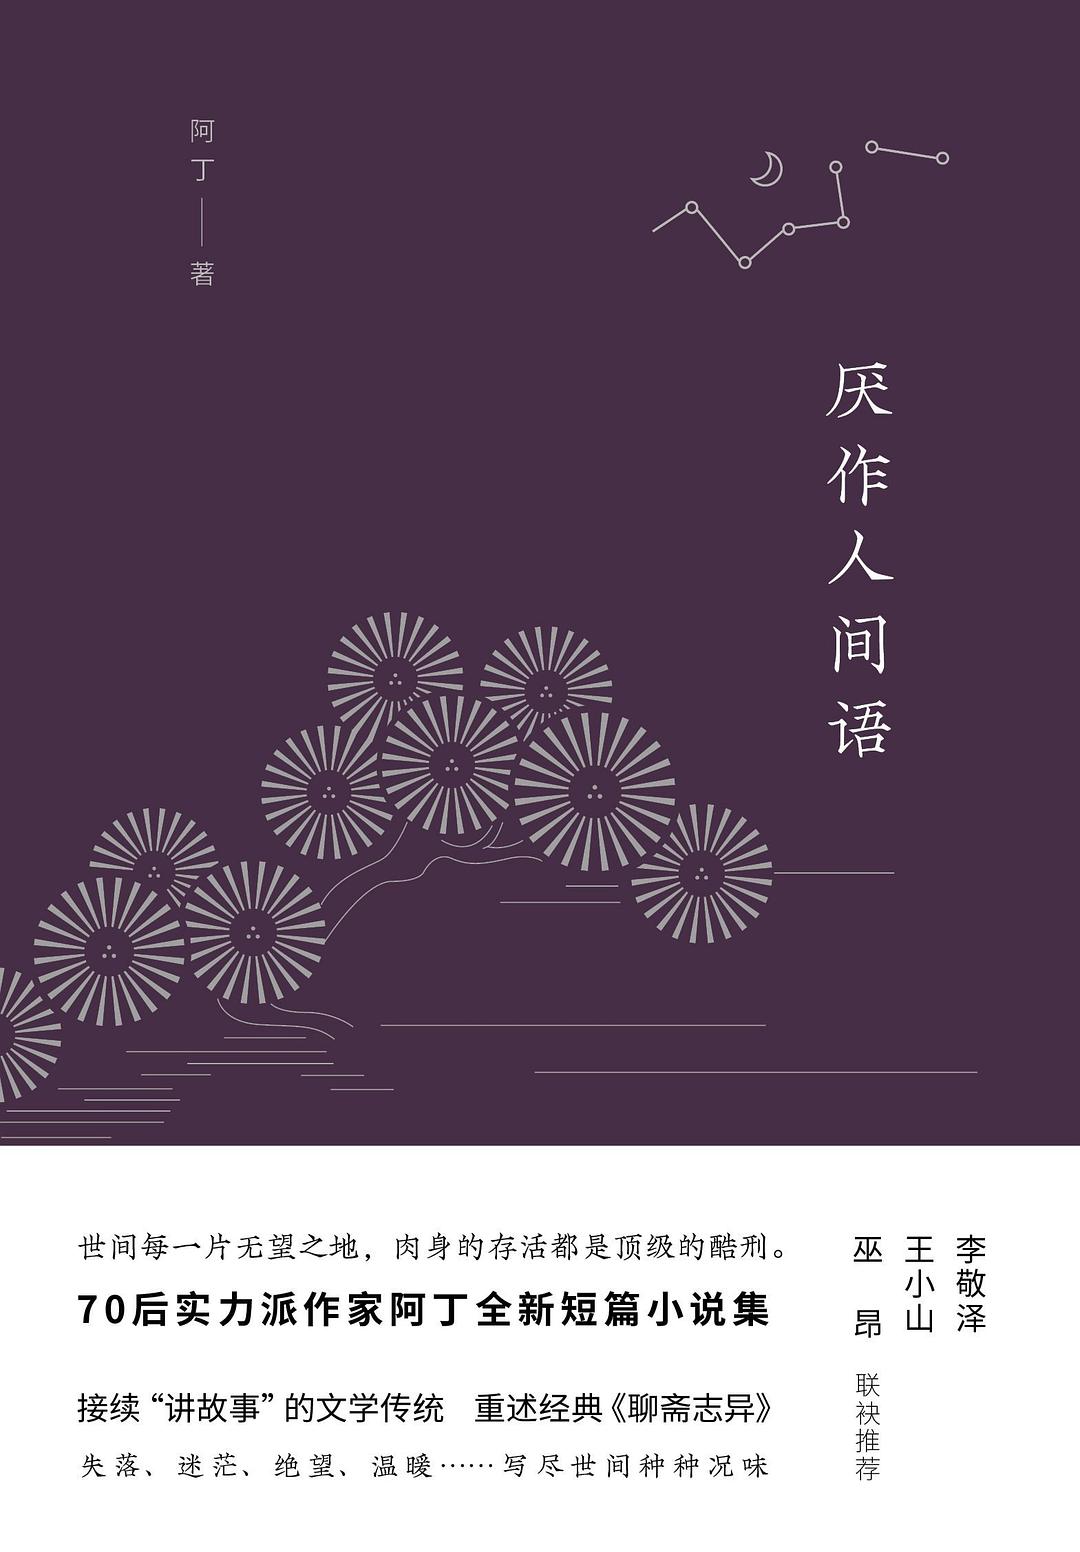 阿丁——著
厌作人间语
世间每一片无望之地，肉身的存活都是顶级的酷刑。
70后实力派作家阿丁全新短篇小说集
接续“讲故事”的文学传统 重述经典《聊斋志异》
失落、迷茫、绝望、温暖……写尽世间种种况味
李敬泽
王小山
巫 昂 联袂推荐